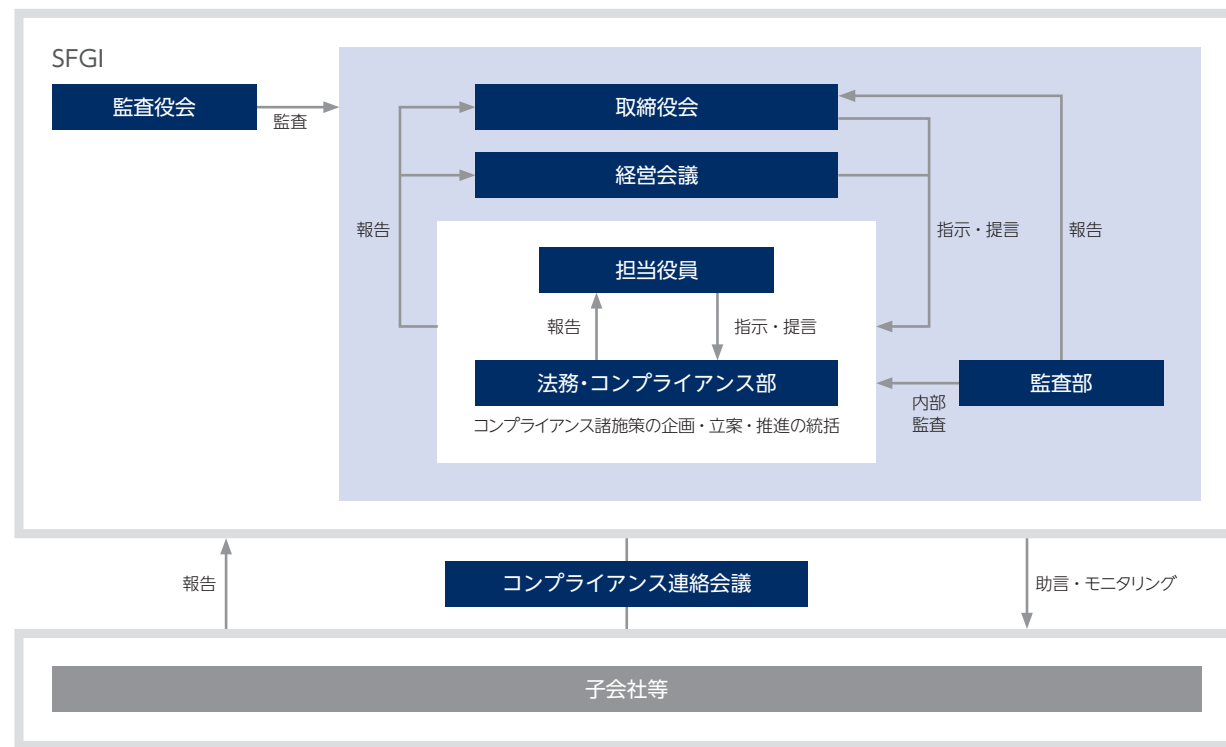 SFGI
監査役会
監査
取締役会
経営会議
報告
指示・提言
報告
担当役員
報告
指示・提言
法務・コンプライアンス部
コンプライアンス諸施策の企画・立案・推進の統括
内部
監査
監査部
報告
コンプライアンス連絡会議
助言・モニタリング
子会社等